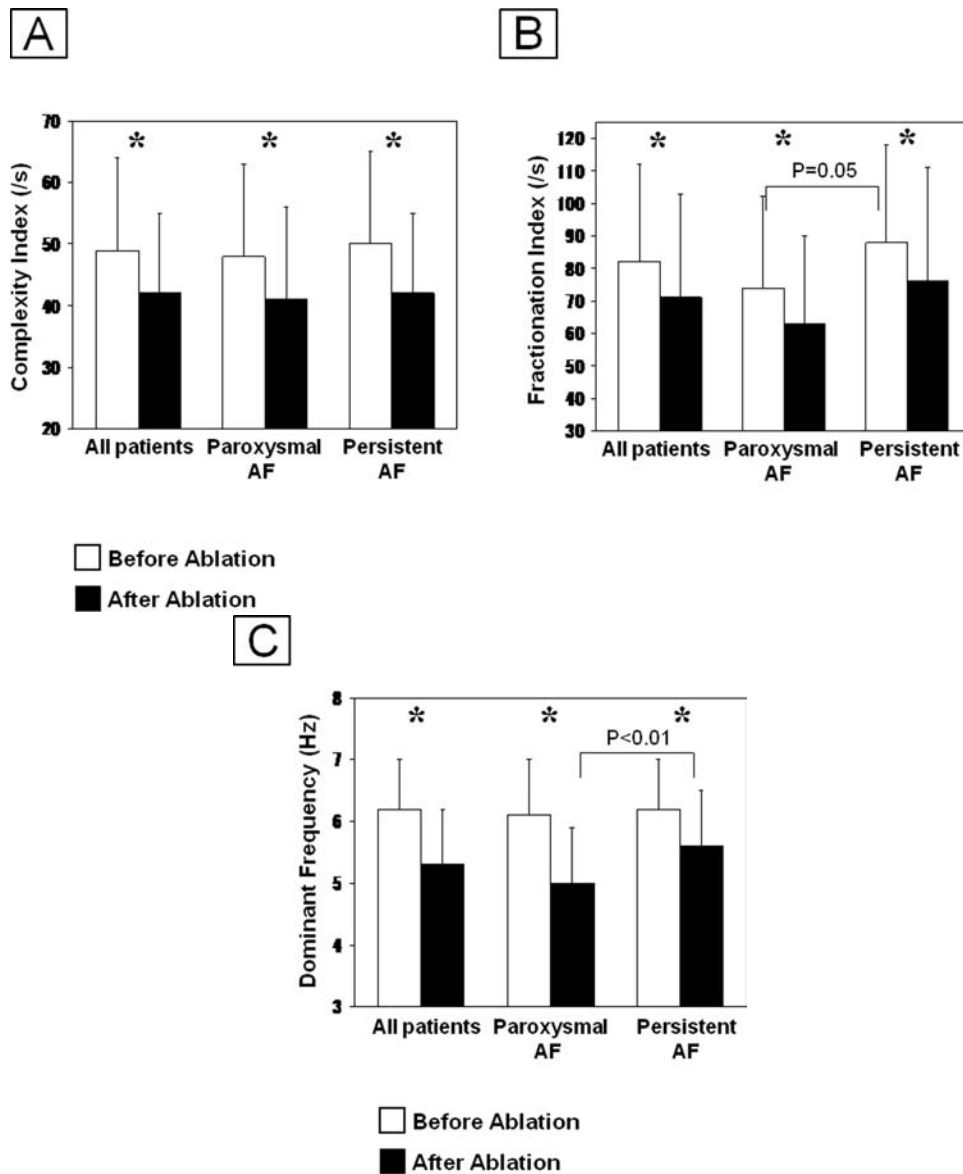 A
Complexity Index (/s)
70
60
50
40
30
20
*
*
*
All patients
Paroxysmal
AF
Persistent
AF
B
Fractionation Index (/s)
120
110
100
90
80
70
60
50
40
30
*
*
*
P=0.05
All patients
Paroxysmal
AF
Persistent
AF
Before Ablation
After Ablation
C
Dominant Frequency (Hz)
8
7
6
5
4
3
*
*
*
P<0.01
All patients
Paroxysmal
AF
Persistent
AF
Before Ablation
After Ablation